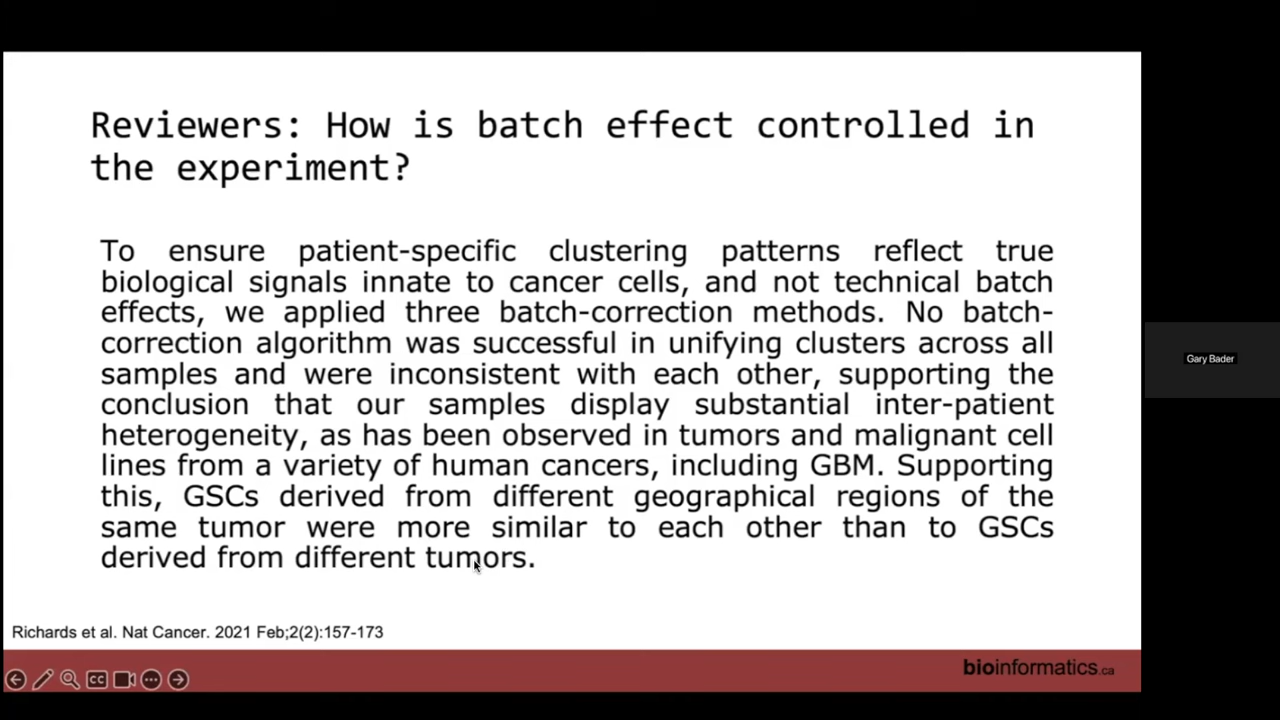 Reviewers: How is batch effect controlled in
the experiment?
To ensure patient-specific clustering patterns reflect true
biological signals innate to cancer cells, and not technical batch
effects, we applied three batch-correction methods. No batch-
correction algorithm was successful in unifying clusters across all
samples and were inconsistent with each other, supporting the
conclusion that our samples display substantial inter-patient
heterogeneity, as has been observed in tumors and malignant cell
lines from a variety of human cancers, including GBM. Supporting
this, GSCs derived from different geographical regions of the
same tumor were more similar to each other than to GSCs
derived from different tumors.
Gary Bader
Richards et al. Nat Cancer. 2021 Feb;2(2):157-173
bioinformatics.ca
CC